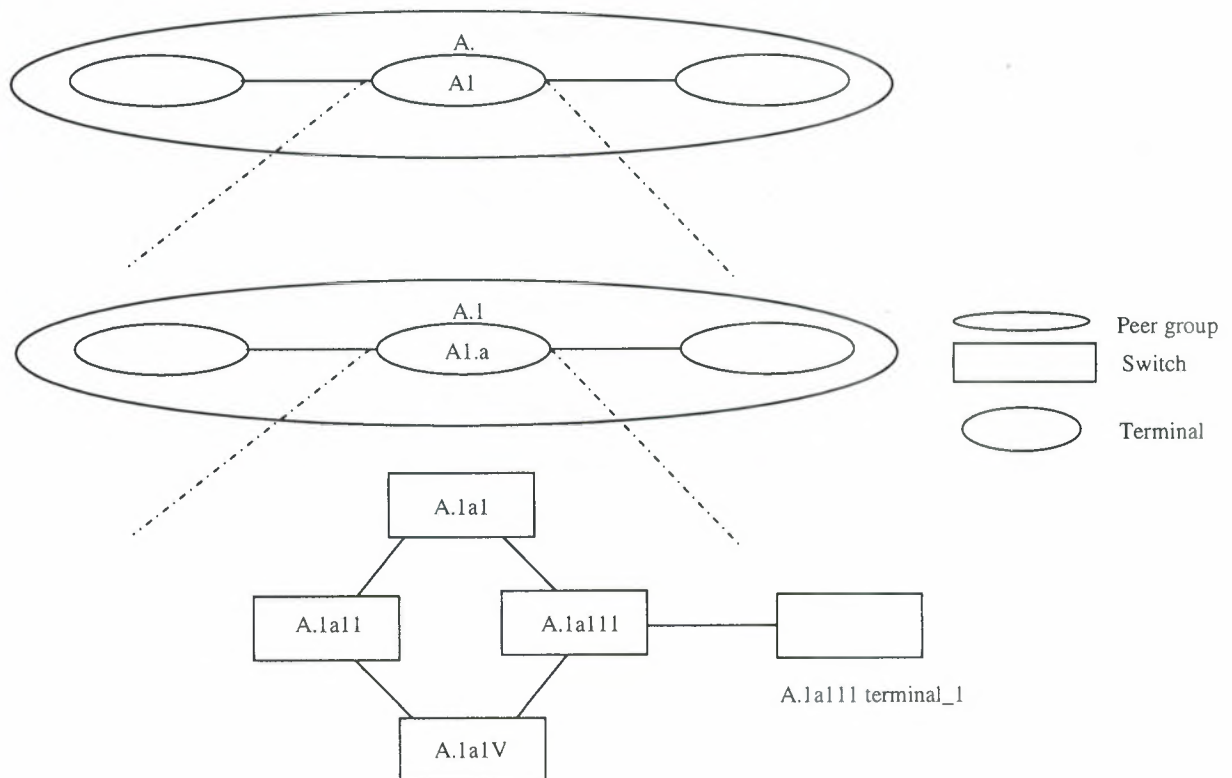 A.
A1
A.1
A1.a
Peer group
Switch
Terminal
A.1a1
A.1a11
A.1a111
A.1a111 terminal_1
A.1a1V